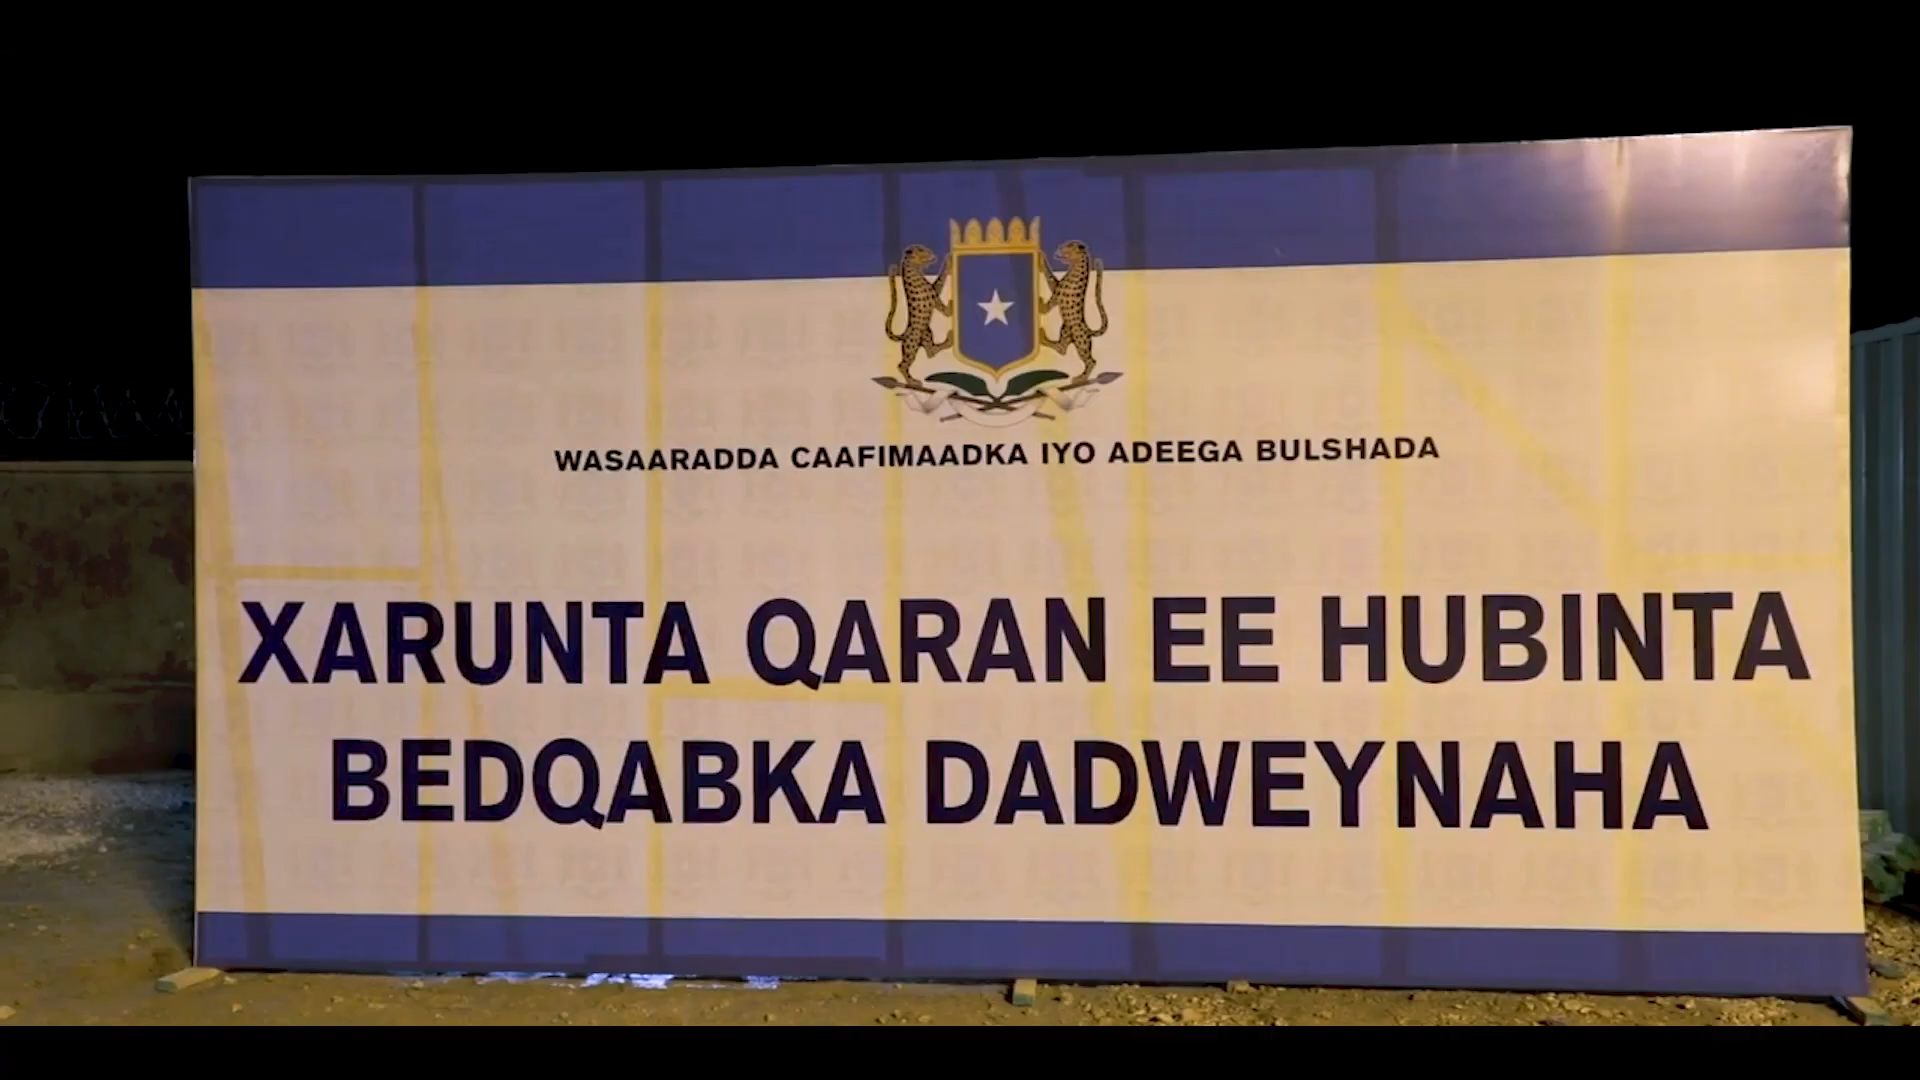 WASAARADDA CAAFIMAADKA IYO ADEEGA BULSHADA
XARUNTA QARAN EE HUBINTA
BEDQABKA DADWEYNAHA